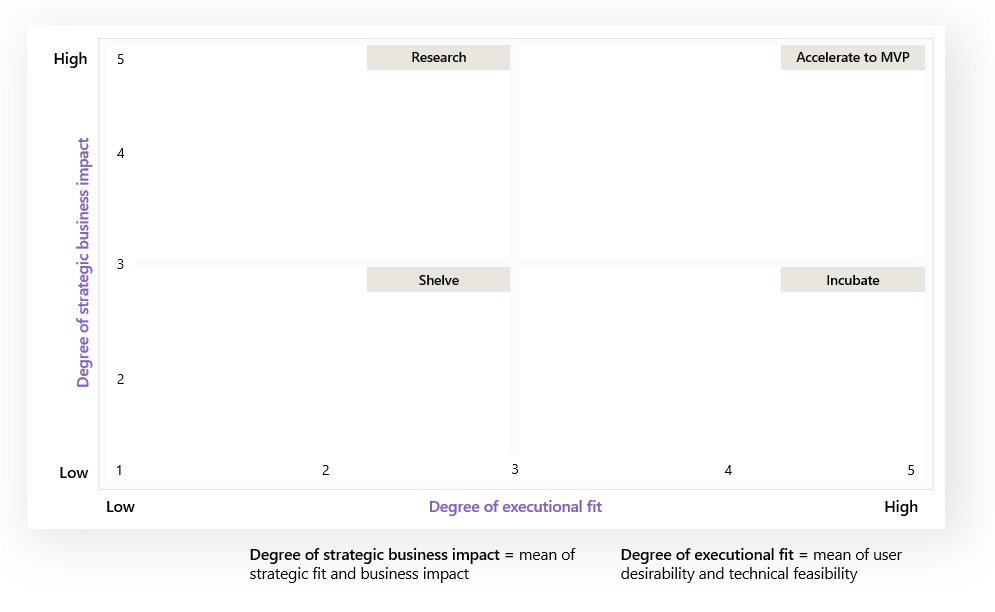 High
5
Research
Accelerate to MVP
4
Degree of strategic business impact
3
Shelve
Incubate
2
Low
1
2
3
4
5
Low
Degree of executional fit
High
Degree of strategic business impact = mean of
strategic fit and business impact
Degree of executional fit = mean of user
desirability and technical feasibility